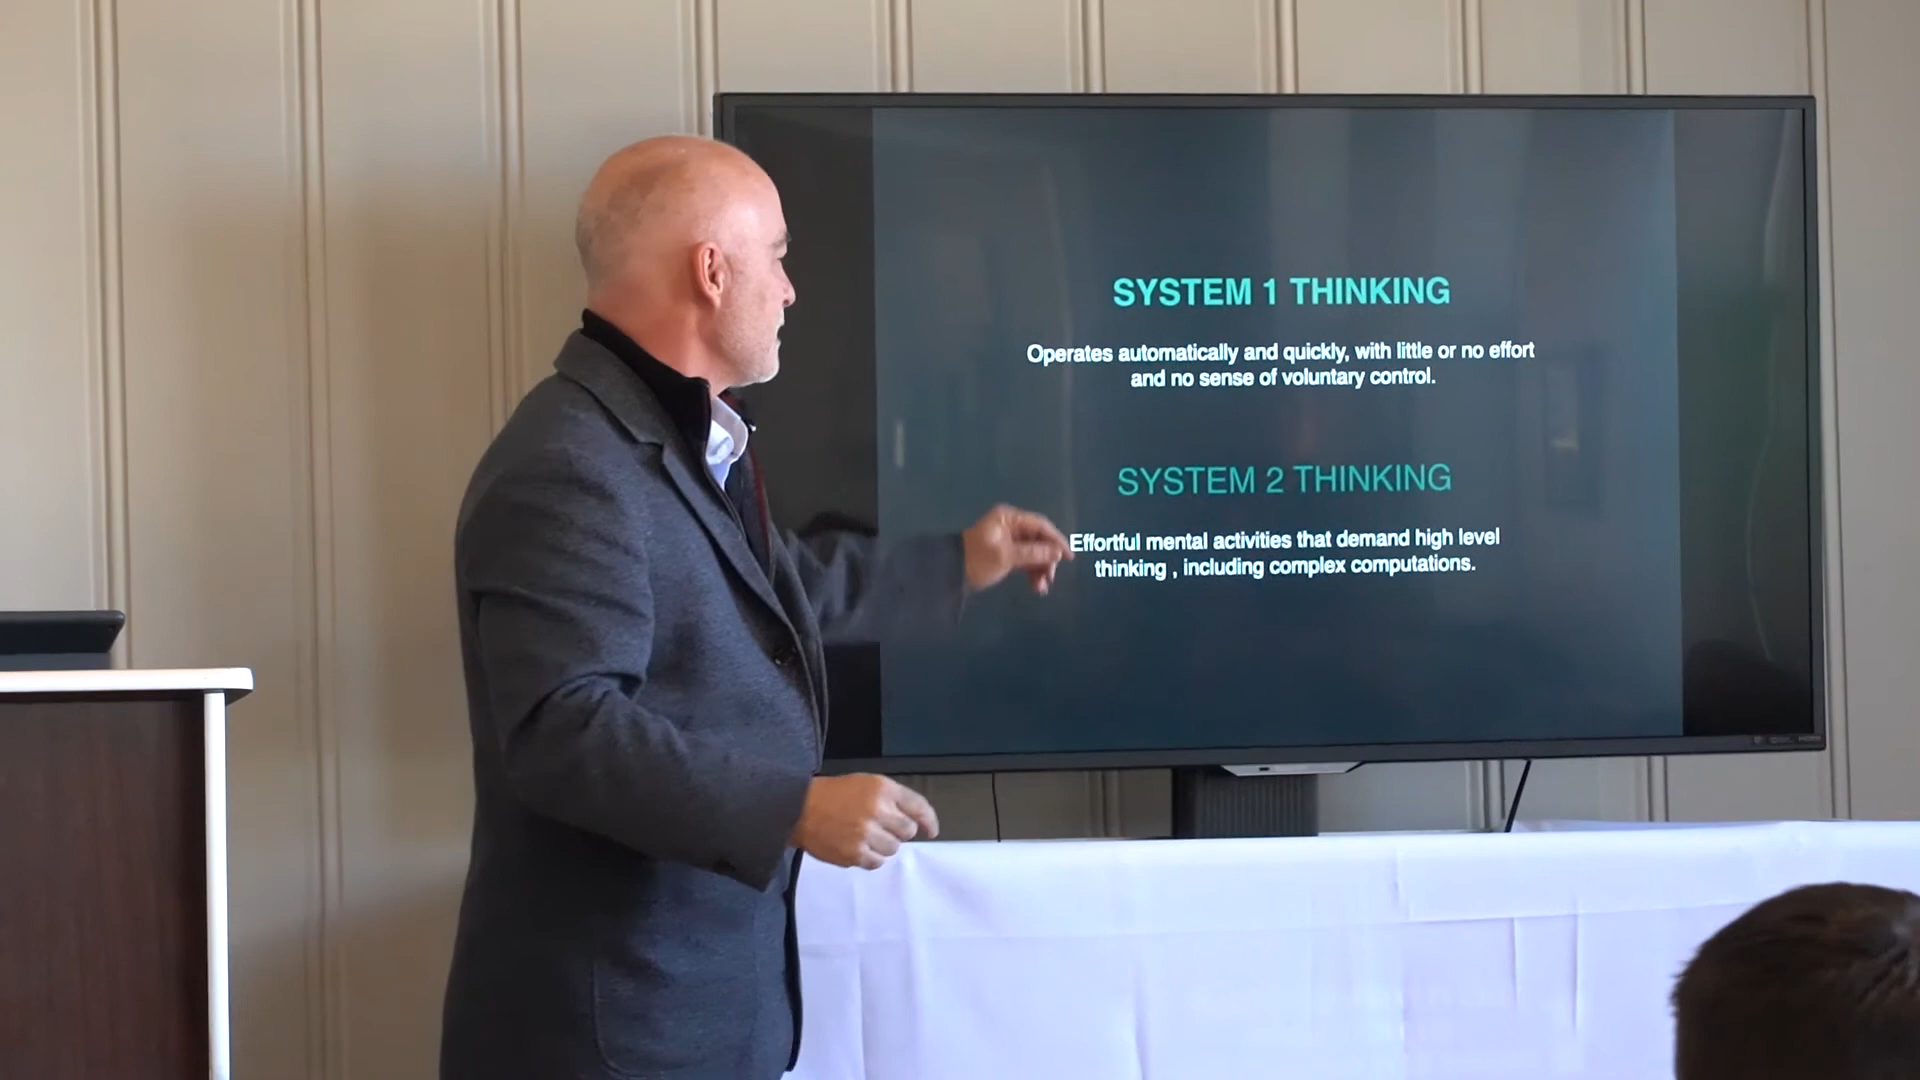 SYSTEM 1 THINKING
Operates automatically and quickly, with little or no effort
and no sense of voluntary control.
SYSTEM 2 THINKING
Effortful mental activities that demand high level
thinking , including complex computations.